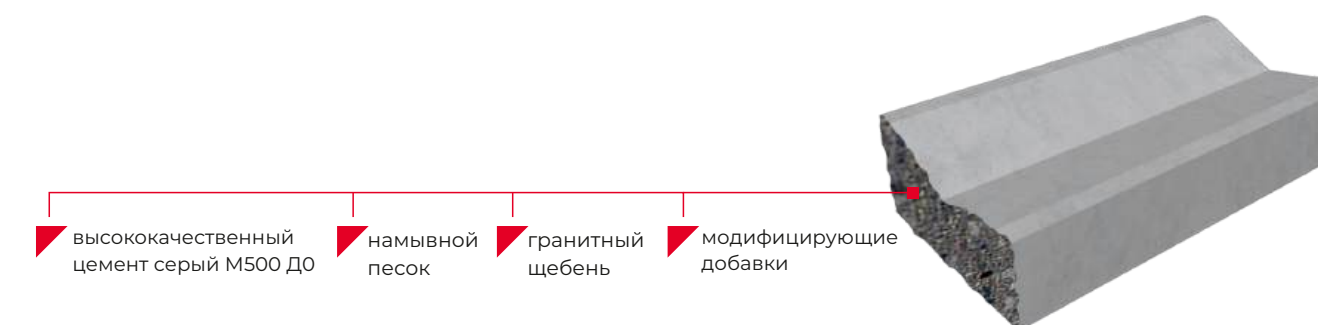 высококачественный
цемент серый М500 Д0
намывной
песок
гранитный
щебень
модифицирующие
добавки